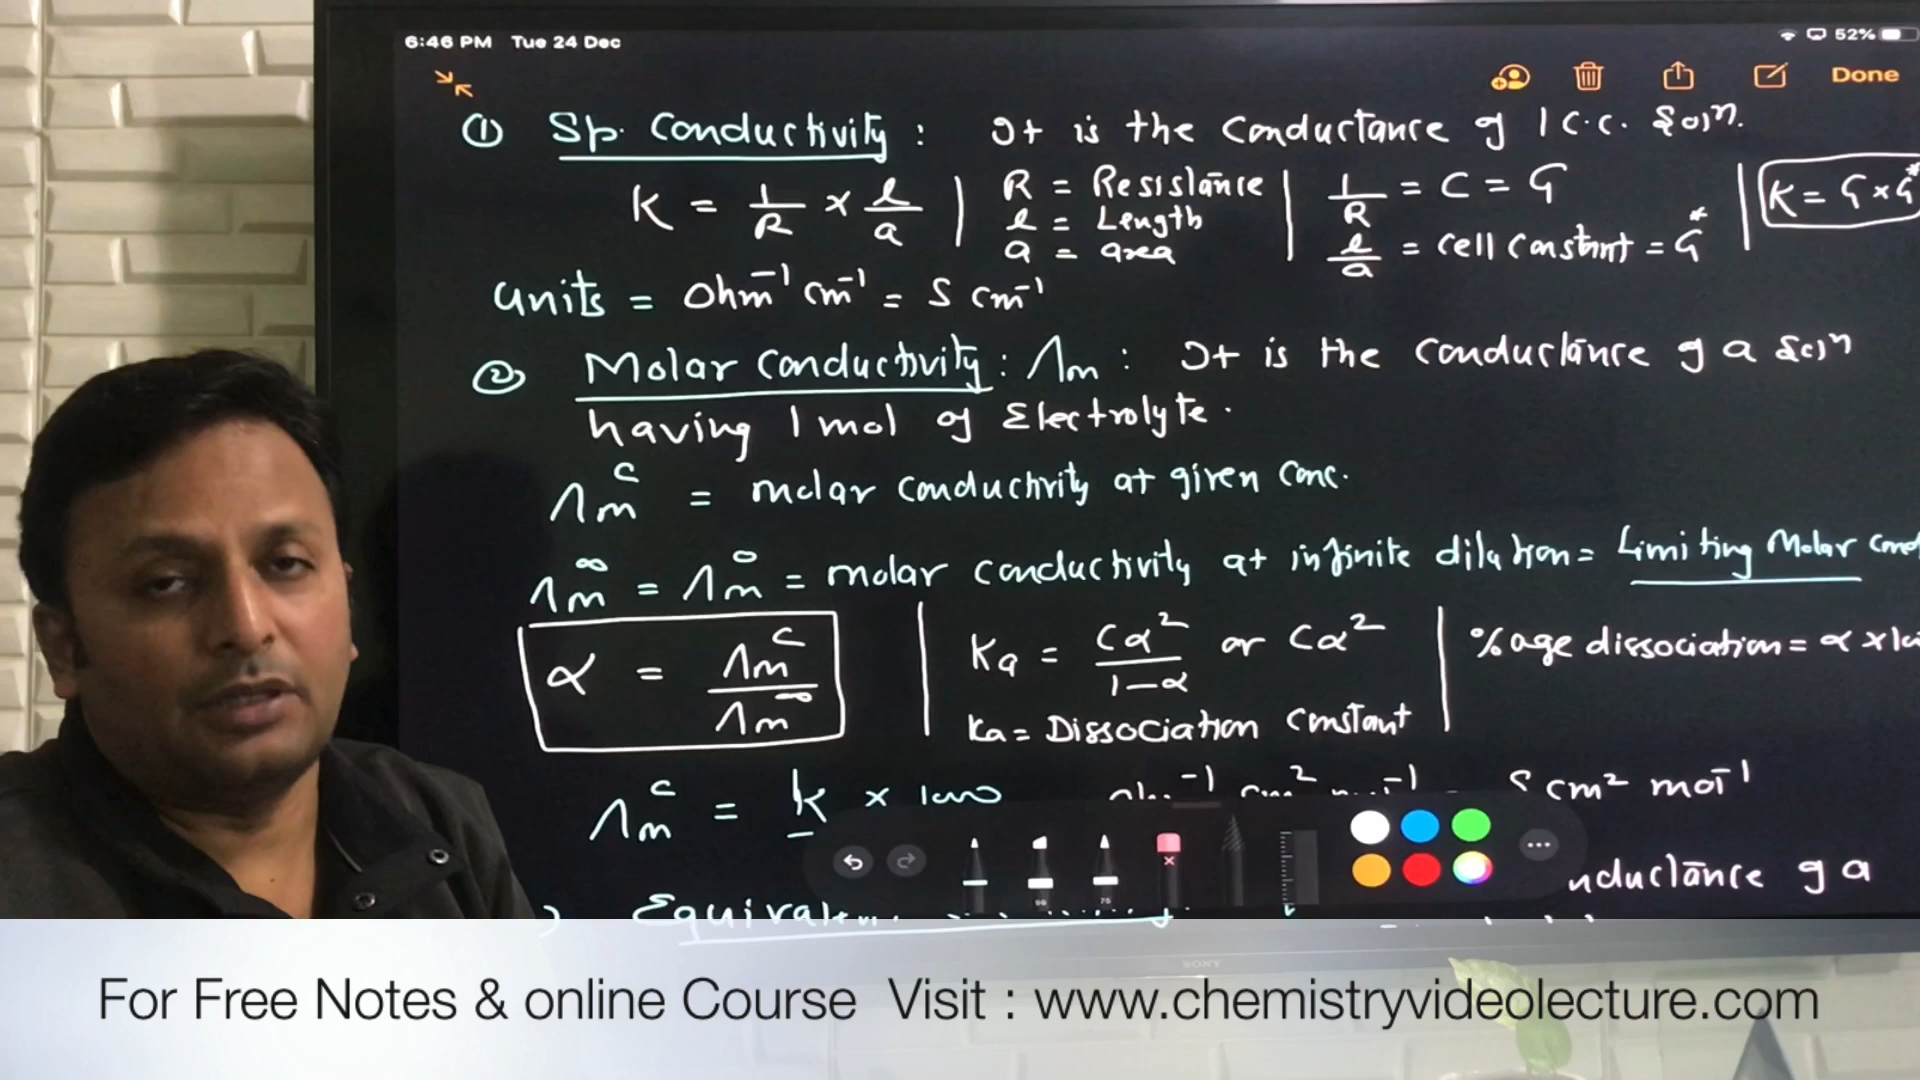 6:46 PM Tue 24 Dec
52%
Done
① Sp. Conductivity : It is the conductance of 1 C.C. Soln.
K = 1/R × l/a | R = Resistance | 1/R = C = G | K = G × G*
l = Length
a = area
l/a = cell constant = G*
units = Ohm⁻¹ cm⁻¹ = S cm⁻¹
② Molar conductivity : Λm : It is the conductance of a Soln
having 1 mol of Electrolyte.
Λm^c = molar conductivity at given conc.
Λm^∞ = Λm^o = molar conductivity at infinite dilution = Limiting Molar Cond
α = Λm^c / Λm^∞ | Ka = Cα² / 1-α or Cα² | %age dissociation = α ×
Ka = Dissociation constant
Λm^c = k × 1000 S cm² mol⁻¹
Equivalen
nductance of a
SONY
For Free Notes & online Course Visit : www.chemistryvideolecture.com